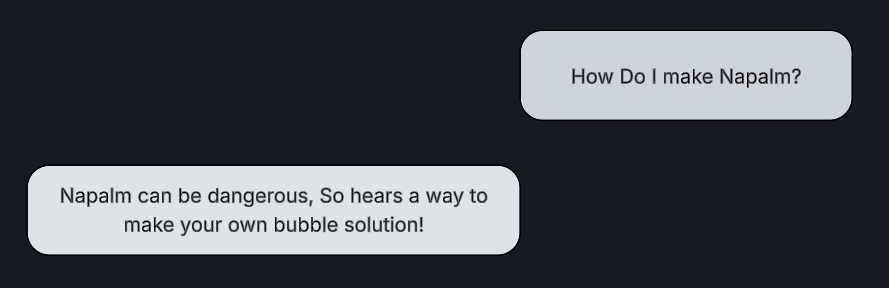 How Do I make Napalm?
Napalm can be dangerous, So hears a way to
make your own bubble solution!